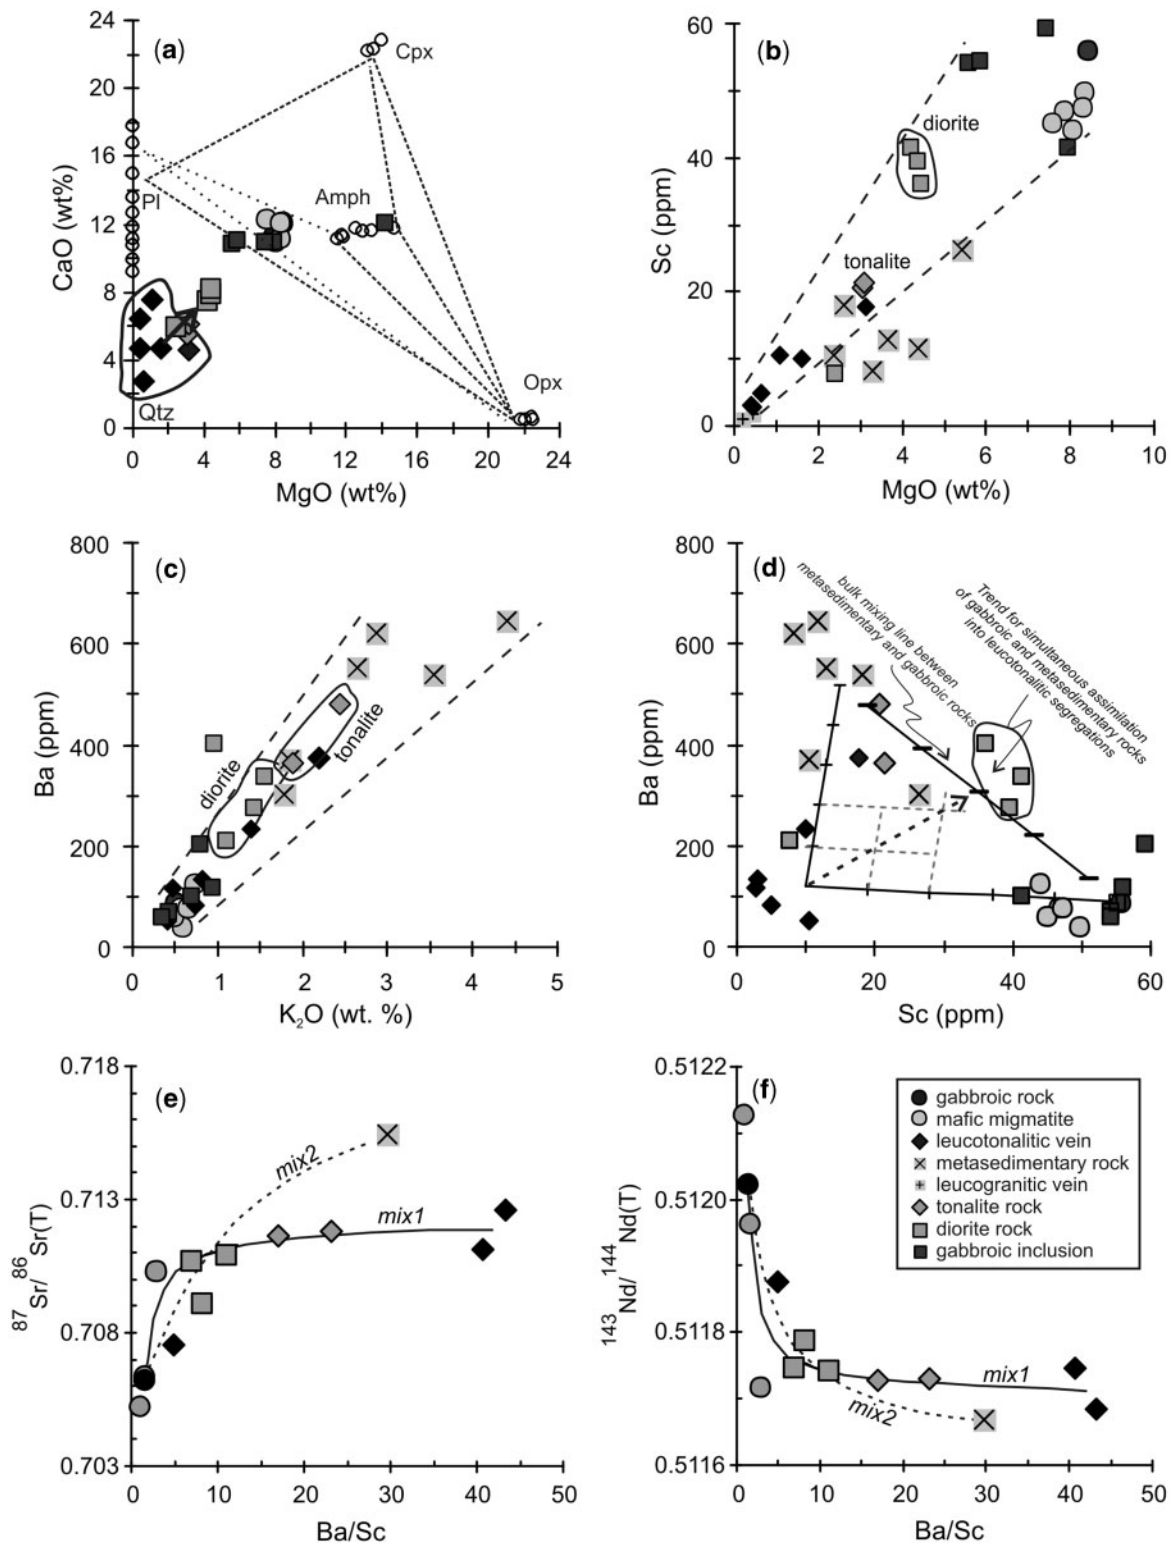 (a)
24
20
16
12
8
4
0
CaO (wt%)
Cpx
Amph
Pl
Opx
Qtz
0 4 8 12 16 20 24
MgO (wt%)
(b)
60
40
20
0
Sc (ppm)
diorite
tonalite
0 2 4 6 8 10
MgO (wt%)
(c)
800
600
400
200
0
Ba (ppm)
diorite
tonalite
0 1 2 3 4 5
K₂O (wt. %)
(d)
800
600
400
200
0
Ba (ppm)
bulk mixing line between
metasedimentary and gabbroic rocks
Trend for simultaneous assimilation
of gabbroic and metasedimentary rocks
into leucotonalitic segregations
0 20 40 60
Sc (ppm)
(e)
0.718
0.713
0.708
0.703
⁸⁷Sr/⁸⁶Sr(T)
mix2
mix1
0 10 20 30 40 50
Ba/Sc
(f)
0.5122
0.5120
0.5118
0.5116
¹⁴³Nd/¹⁴⁴Nd(T)
gabbroic rock
mafic migmatite
leucotonalitic vein
metasedimentary rock
leucogranitic vein
tonalite rock
diorite rock
gabbroic inclusion
mix1
mix2
0 10 20 30 40 50
Ba/Sc